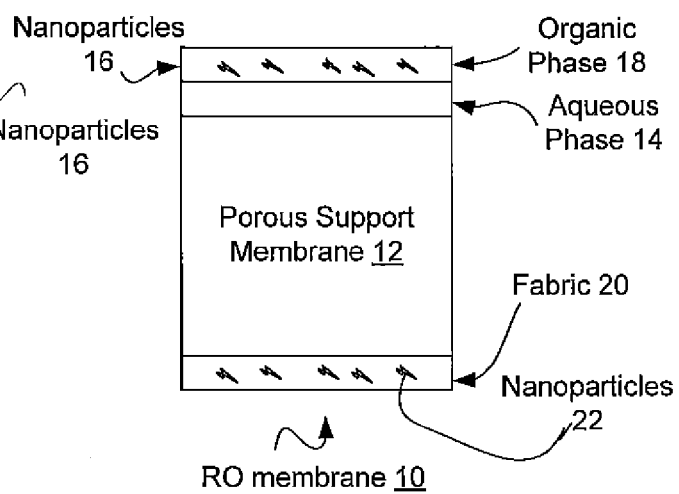 Nanoparticles
16
Organic
Phase 18
Nanoparticles
16
Aqueous
Phase 14
Porous Support
Membrane 12
Fabric 20
Nanoparticles
22
RO membrane 10